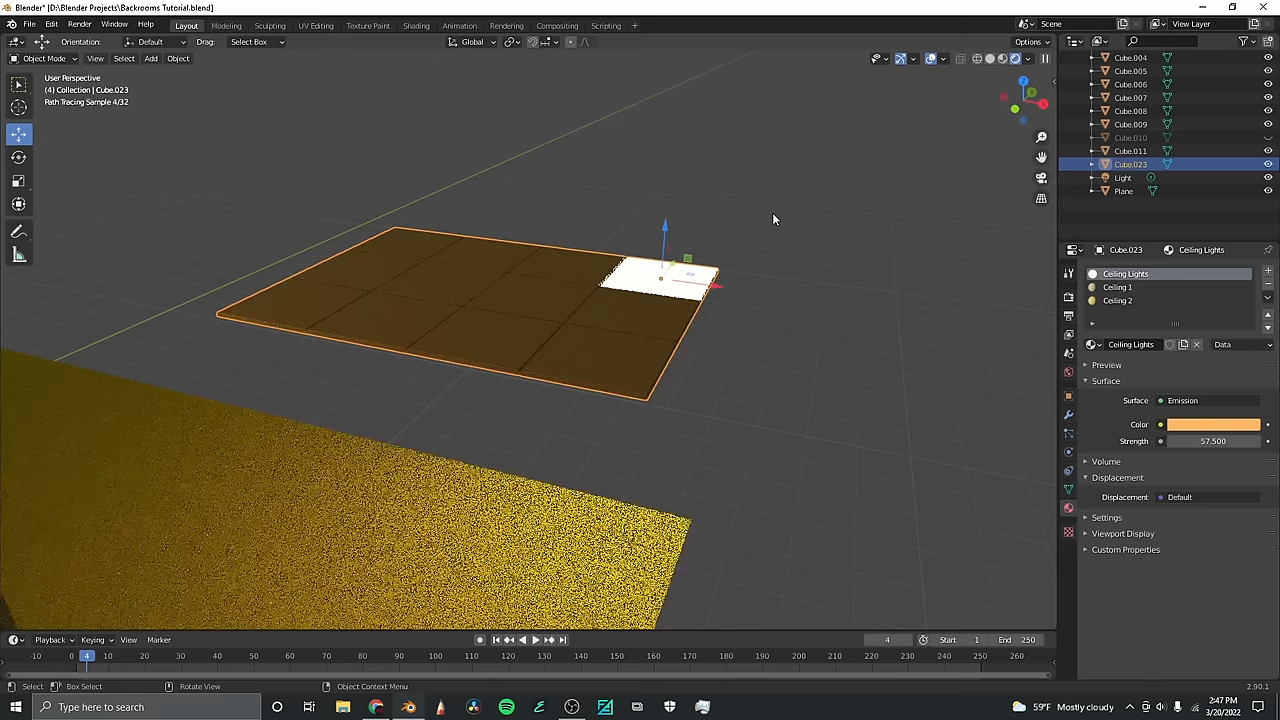 Blender* [D:\Blender Projects\Backrooms Tutorial.blend]
File Edit Render Window Help Layout Modeling Sculpting UV Editing Texture Paint Shading Animation Rendering Compositing Scripting + Scene View Layer
Orientation: Default Drag: Select Box Global Options
Object Mode View Select Add Object
User Perspective
(4) Collection | Cube.023
Path Tracing Sample 4/32
Z
Y
X
Cube.004
Cube.005
Cube.006
Cube.007
Cube.008
Cube.009
Cube.010
Cube.011
Cube.023
Light
Plane
Cube.023 Ceiling Lights
Ceiling Lights
Ceiling 1
Ceiling 2
Ceiling Lights Data
Preview
Surface
Surface Emission
Color
Strength 57.500
Volume
Displacement
Displacement Default
Settings
Viewport Display
Custom Properties
Playback Keying View Marker 4 Start 1 End 250
-10 0 4 10 20 30 40 50 60 70 80 90 100 110 120 130 140 150 160 170 180 190 200 210 220 230 240 250 260
Select Box Select Rotate View Object Context Menu 2.90.1
Type here to search 59°F Mostly cloudy 2:47 PM
3/20/2022